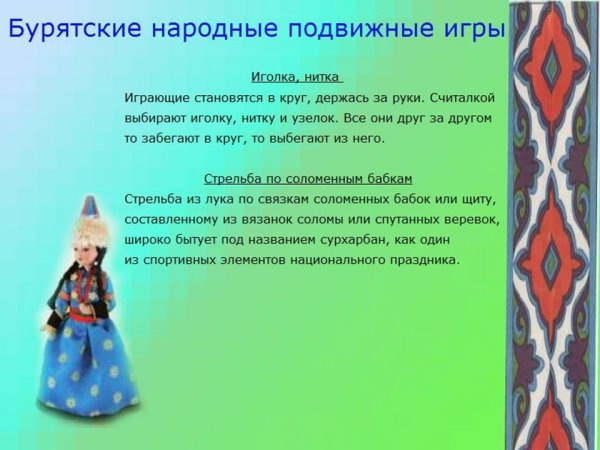 Бурятские народные подвижные игры
Иголка, нитка
Играющие становятся в круг, держась за руки. Считалкой
выбирают иголку, нитку и узелок. Все они друг за другом
то забегают в круг, то выбегают из него.
Стрельба по соломенным бабкам
Стрельба из лука по связкам соломенных бабок или щиту,
составленному из вязанок соломы или спутанных веревок,
широко бытует под названием сурхарбан, как один
из спортивных элементов национального праздника.